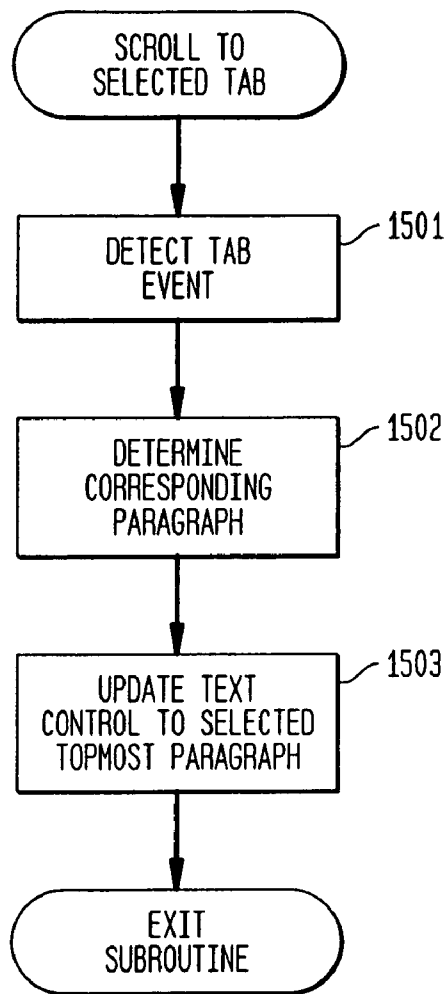 SCROLL TO
SELECTED TAB
1501
DETECT TAB
EVENT
1502
DETERMINE
CORRESPONDING
PARAGRAPH
1503
UPDATE TEXT
CONTROL TO SELECTED
TOPMOST PARAGRAPH
EXIT
SUBROUTINE